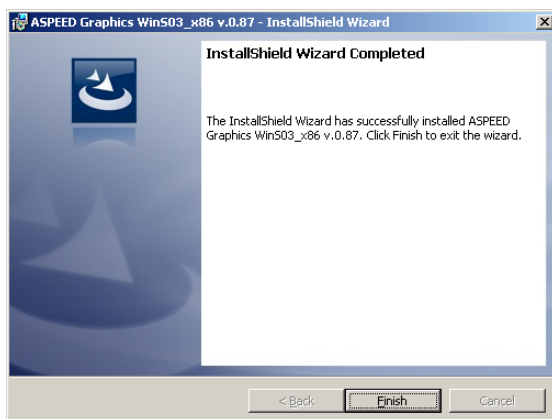 ASPEED Graphics WinS03_x86 v.0.87 - InstallShield Wizard
InstallShield Wizard Completed
The InstallShield Wizard has successfully installed ASPEED
Graphics WinS03_x86 v.0.87. Click Finish to exit the wizard.
< Back
Finish
Cancel